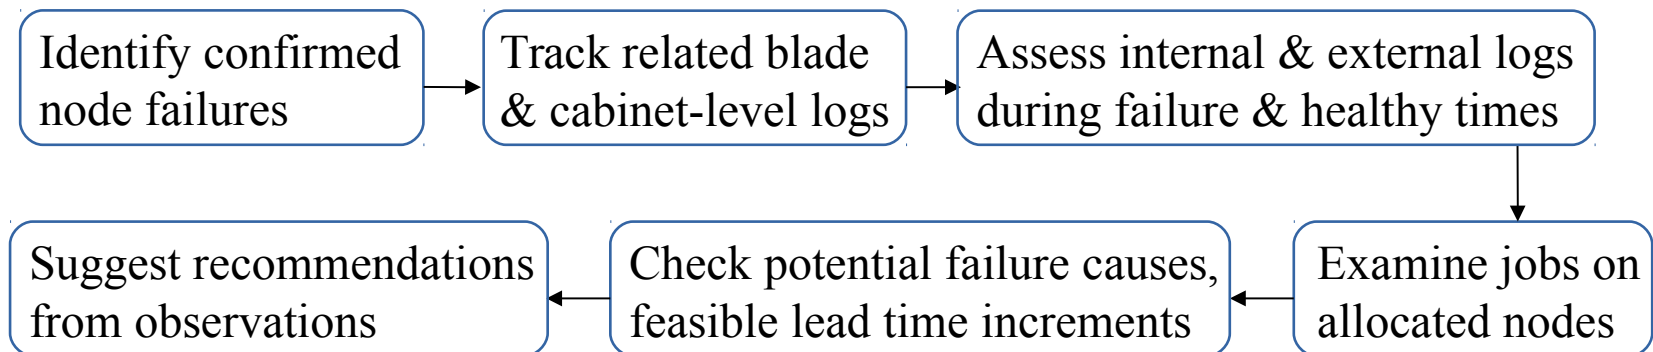 Identify confirmed
node failures
Track related blade
& cabinet-level logs
Assess internal & external logs
during failure & healthy times
Examine jobs on
allocated nodes
Check potential failure causes,
feasible lead time increments
Suggest recommendations
from observations